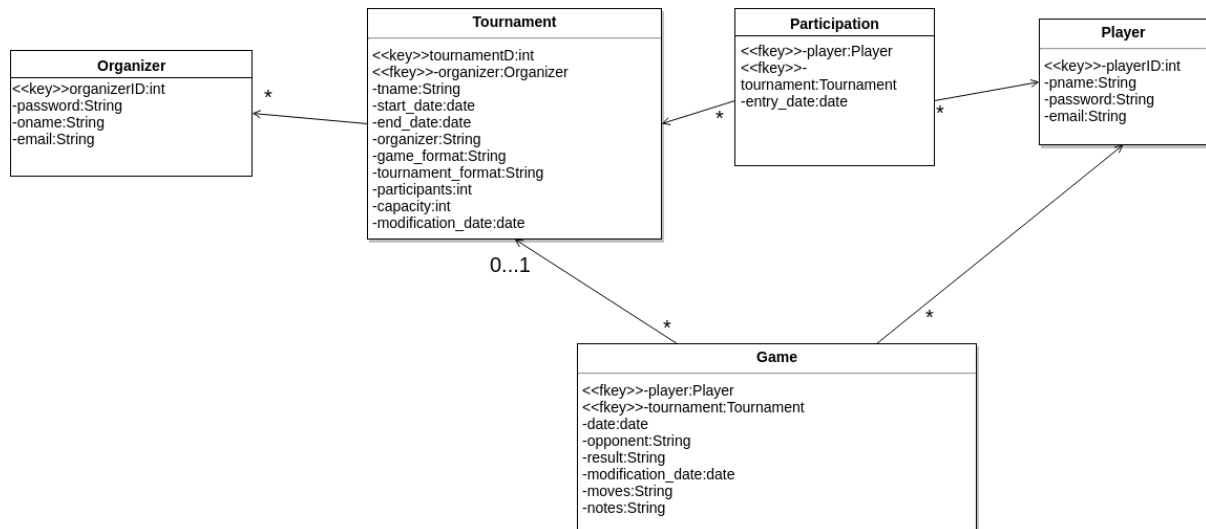 Organizer
<<key>>organizerID:int
-password:String
-oname:String
-email:String
*
Tournament
<<key>>tournamentD:int
<<fkey>>-organizer:Organizer
-tname:String
-start_date:date
-end_date:date
-organizer:String
-game_format:String
-tournament_format:String
-participants:int
-capacity:int
-modification_date:date
0...1
*
Participation
<<fkey>>-player:Player
<<fkey>>-
tournament:Tournament
-entry_date:date
*
*
Player
<<key>>-playerID:int
-pname:String
-password:String
-email:String
*
Game
<<fkey>>-player:Player
<<fkey>>-tournament:Tournament
-date:date
-opponent:String
-result:String
-modification_date:date
-moves:String
-notes:String